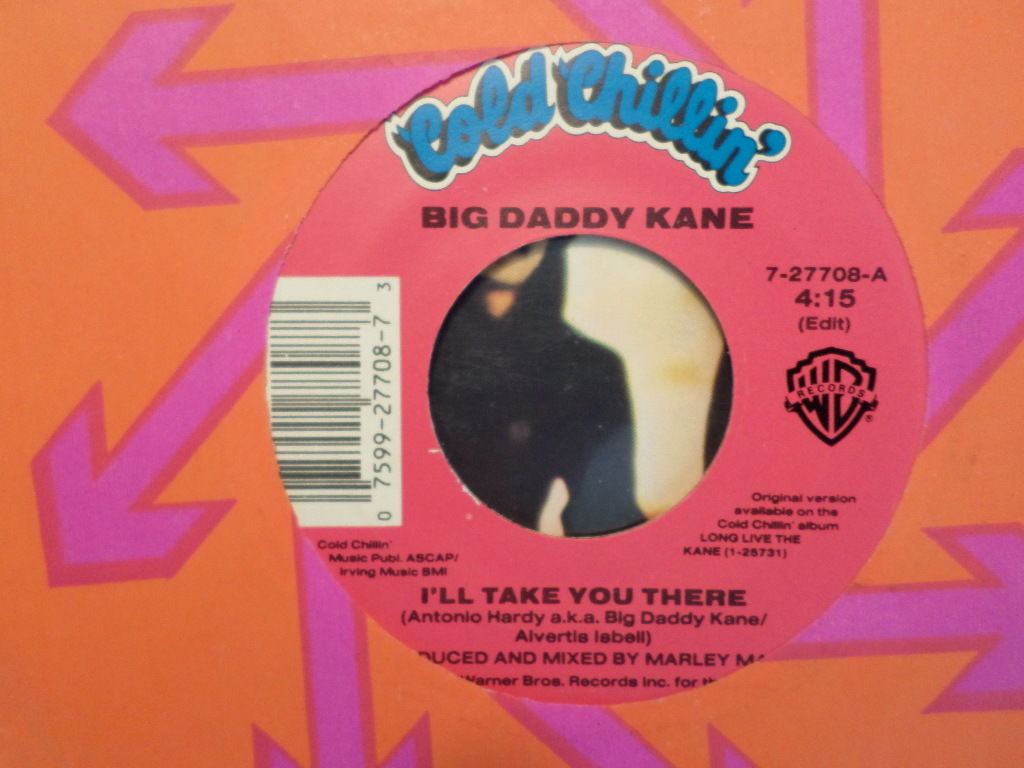 Cold Chillin'
BIG DADDY KANE
7-27708-A
4:15
(Edit)
RECORDS
®
0 7599-27708-7 3
Original version
available on the
Cold Chillin' album
LONG LIVE THE
KANE (1-25731)
Cold Chillin'
Music Publ. ASCAP/
Irving Music BMI
I'LL TAKE YOU THERE
(Antonio Hardy a.k.a. Big Daddy Kane/
Alvertis Isbell)
DUCED AND MIXED BY MARLEY MA
Warner Bros. Records Inc. for th